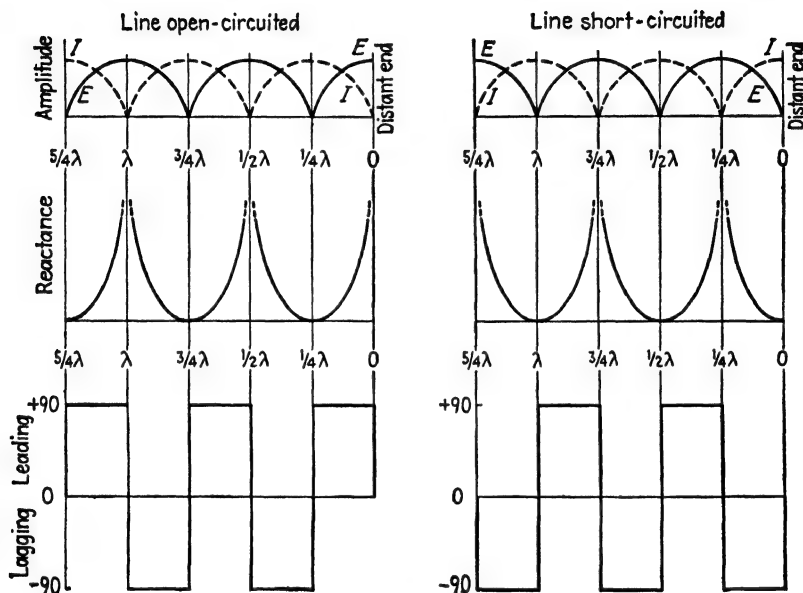 Line open-circuited
Amplitude
I
E
E
I
Distant end
5/4λ λ 3/4λ 1/2λ 1/4λ 0
Reactance
5/4λ λ 3/4λ 1/2λ 1/4λ 0
+90
Leading
0
Lagging
-90
Line short-circuited
E
I
I
E
Distant end
5/4λ λ 3/4λ 1/2λ 1/4λ 0
5/4λ λ 3/4λ 1/2λ 1/4λ 0
+90
0
-90